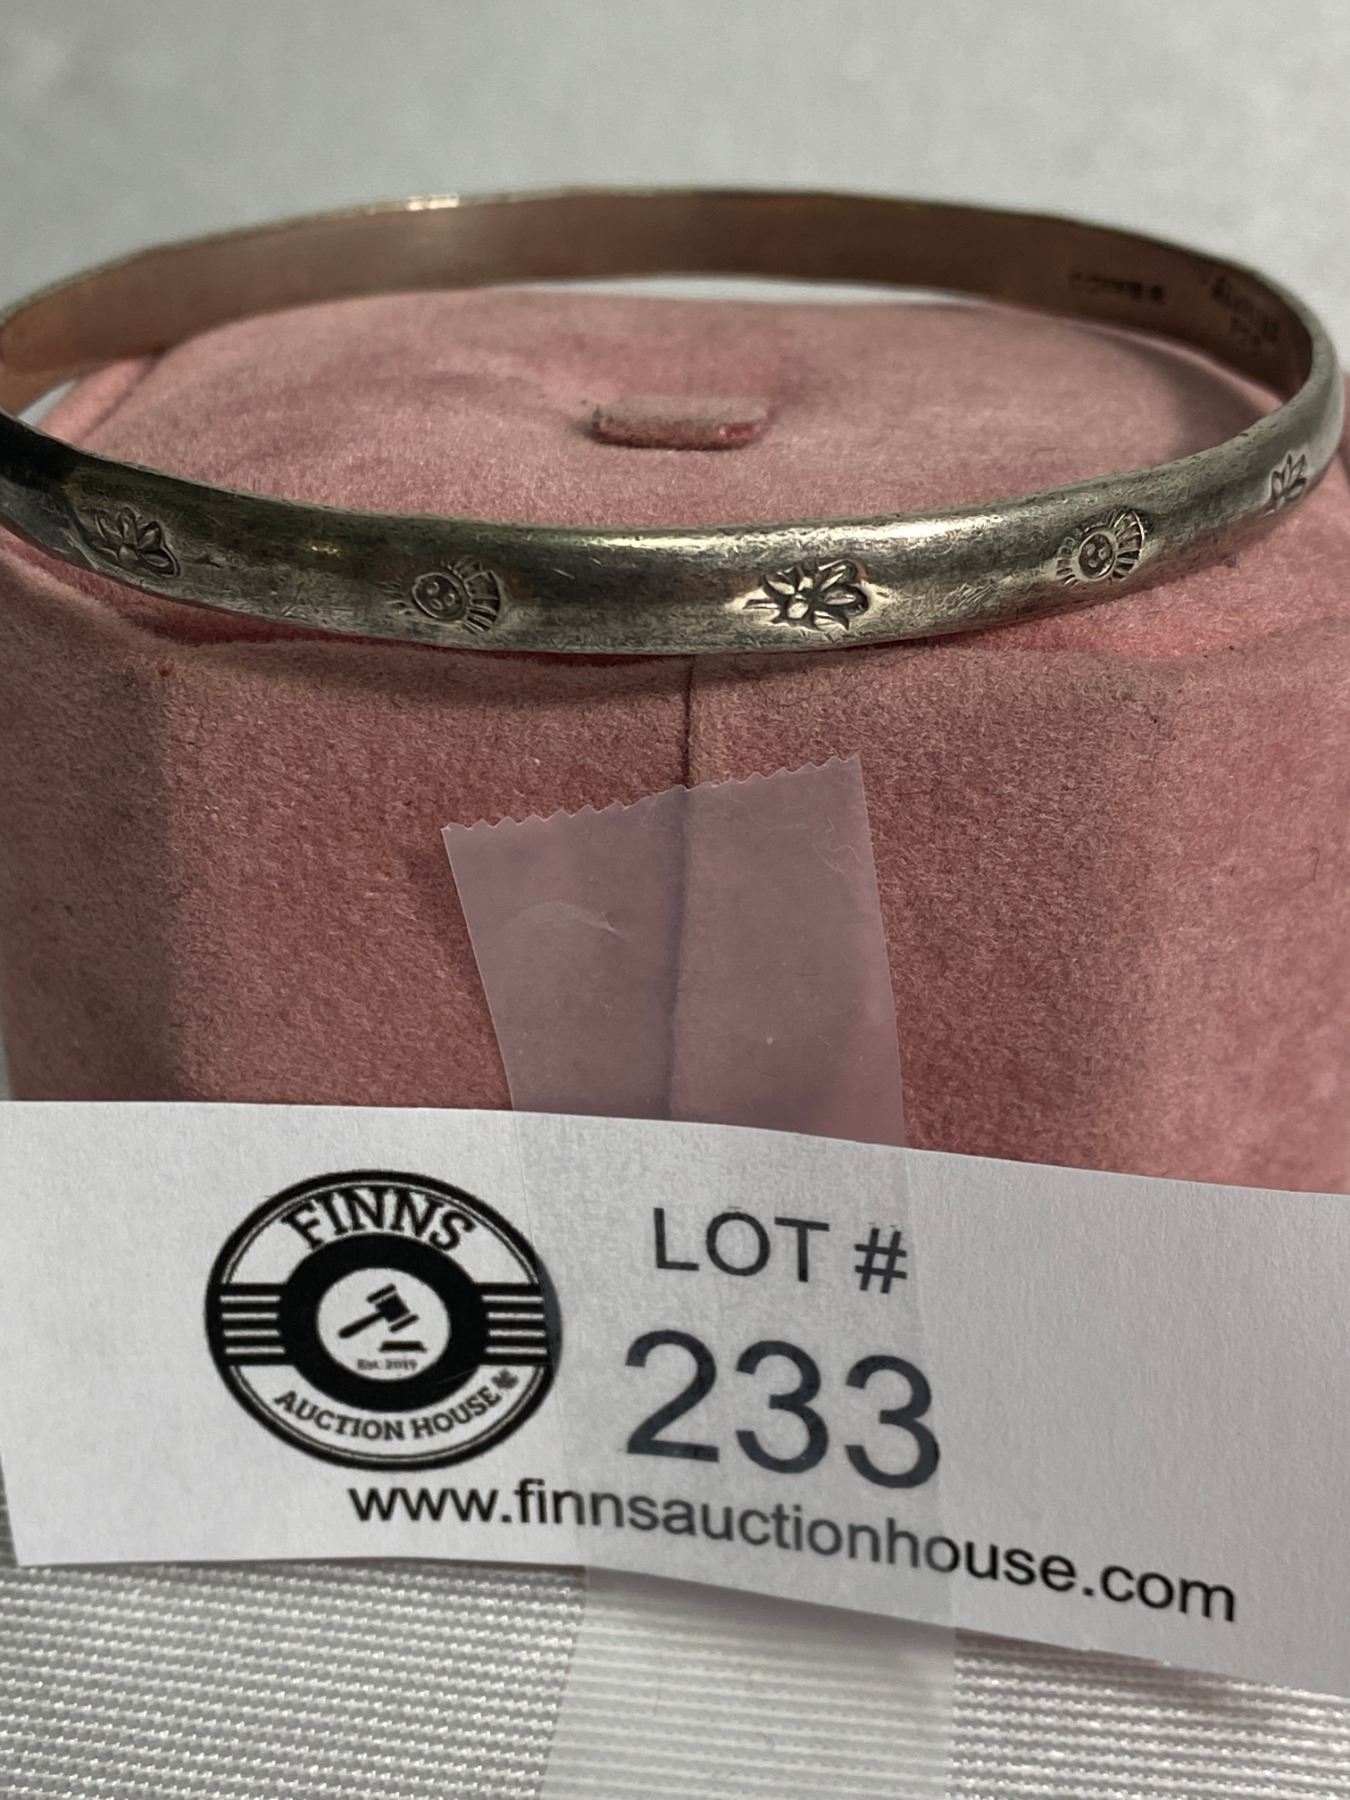 FINNS
Est. 2019
AUCTION HOUSE
LOT #
233
www.finnsauctionhouse.com